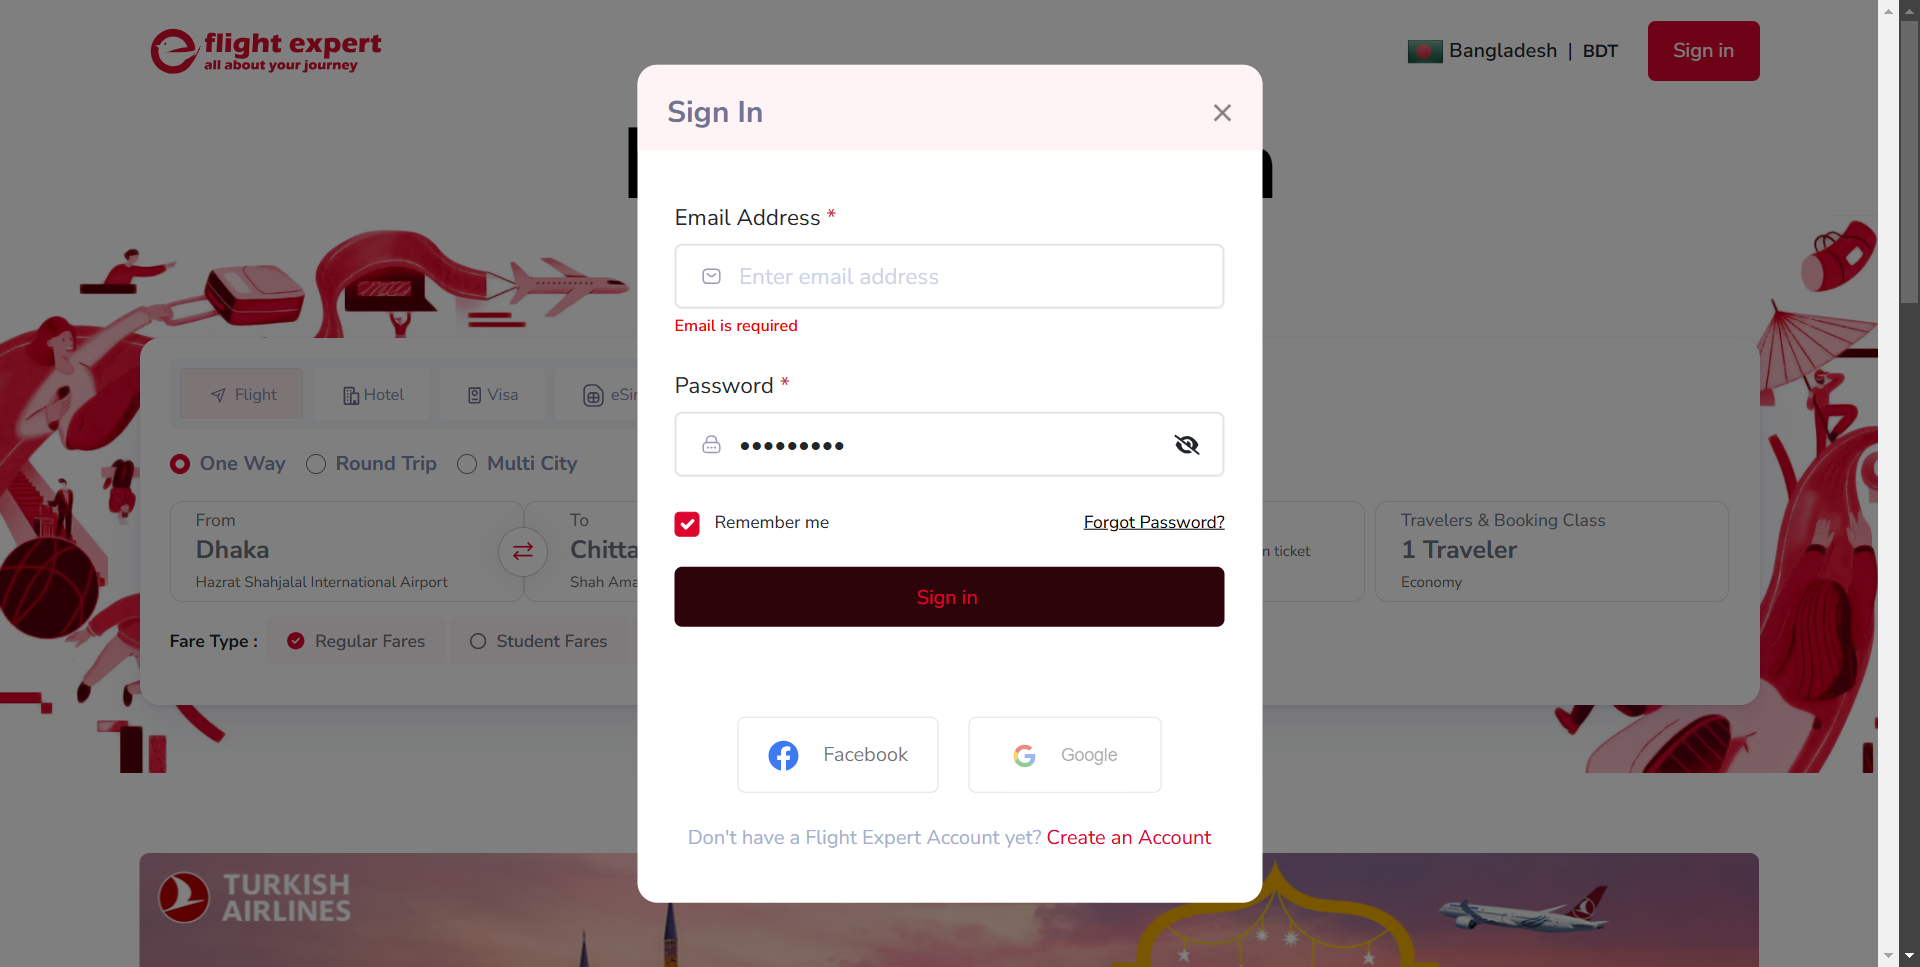 flight expert
all about your journey
Bangladesh | BDT
Sign in
Sign In
Email Address *
Enter email address
Email is required
Password *
•••••••••
Remember me
Forgot Password?
Sign in
Facebook
Google
Don't have a Flight Expert Account yet? Create an Account
Flight
Hotel
Visa
One Way
Round Trip
Multi City
From
Dhaka
Hazrat Shahjalal International Airport
To
Shah
ticket
Travelers & Booking Class
1 Traveler
Economy
Fare Type :
Regular Fares
Student Fares
TURKISH
AIRLINES